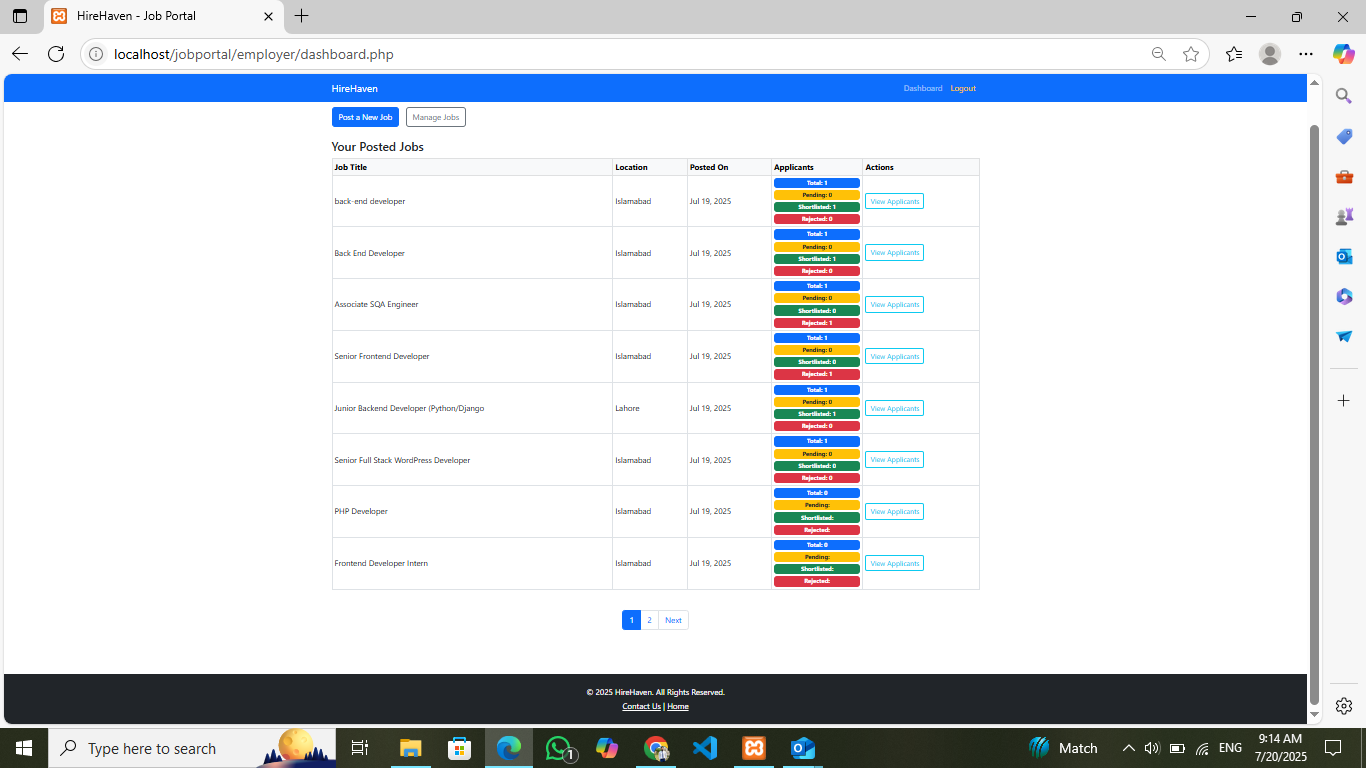 HireHaven - Job Portal
localhost/jobportal/employer/dashboard.php
HireHaven
Dashboard Logout
Post a New Job Manage Jobs
Your Posted Jobs
Job Title Location Posted On Applicants Actions
back-end developer Islamabad Jul 19, 2025 View Applicants
Total: 1
Pending: 0
Shortlisted: 1
Rejected: 0
Back End Developer Islamabad Jul 19, 2025 View Applicants
Total: 1
Pending: 0
Shortlisted: 1
Rejected: 0
Associate SQA Engineer Islamabad Jul 19, 2025 View Applicants
Total: 1
Pending: 0
Shortlisted: 0
Rejected: 1
Senior Frontend Developer Islamabad Jul 19, 2025 View Applicants
Total: 1
Pending: 0
Shortlisted: 0
Rejected: 1
Junior Backend Developer (Python/Django Lahore Jul 19, 2025 View Applicants
Total: 1
Pending: 0
Shortlisted: 1
Rejected: 0
Senior Full Stack WordPress Developer Islamabad Jul 19, 2025 View Applicants
Total: 1
Pending: 0
Shortlisted: 0
Rejected: 0
PHP Developer Islamabad Jul 19, 2025 View Applicants
Total: 0
Pending:
Shortlisted:
Rejected:
Frontend Developer Intern Islamabad Jul 19, 2025 View Applicants
Total: 0
Pending:
Shortlisted:
Rejected:
1 2 Next
© 2025 HireHaven. All Rights Reserved.
Contact Us | Home
Type here to search
1
Match
ENG
9:14 AM
7/20/2025